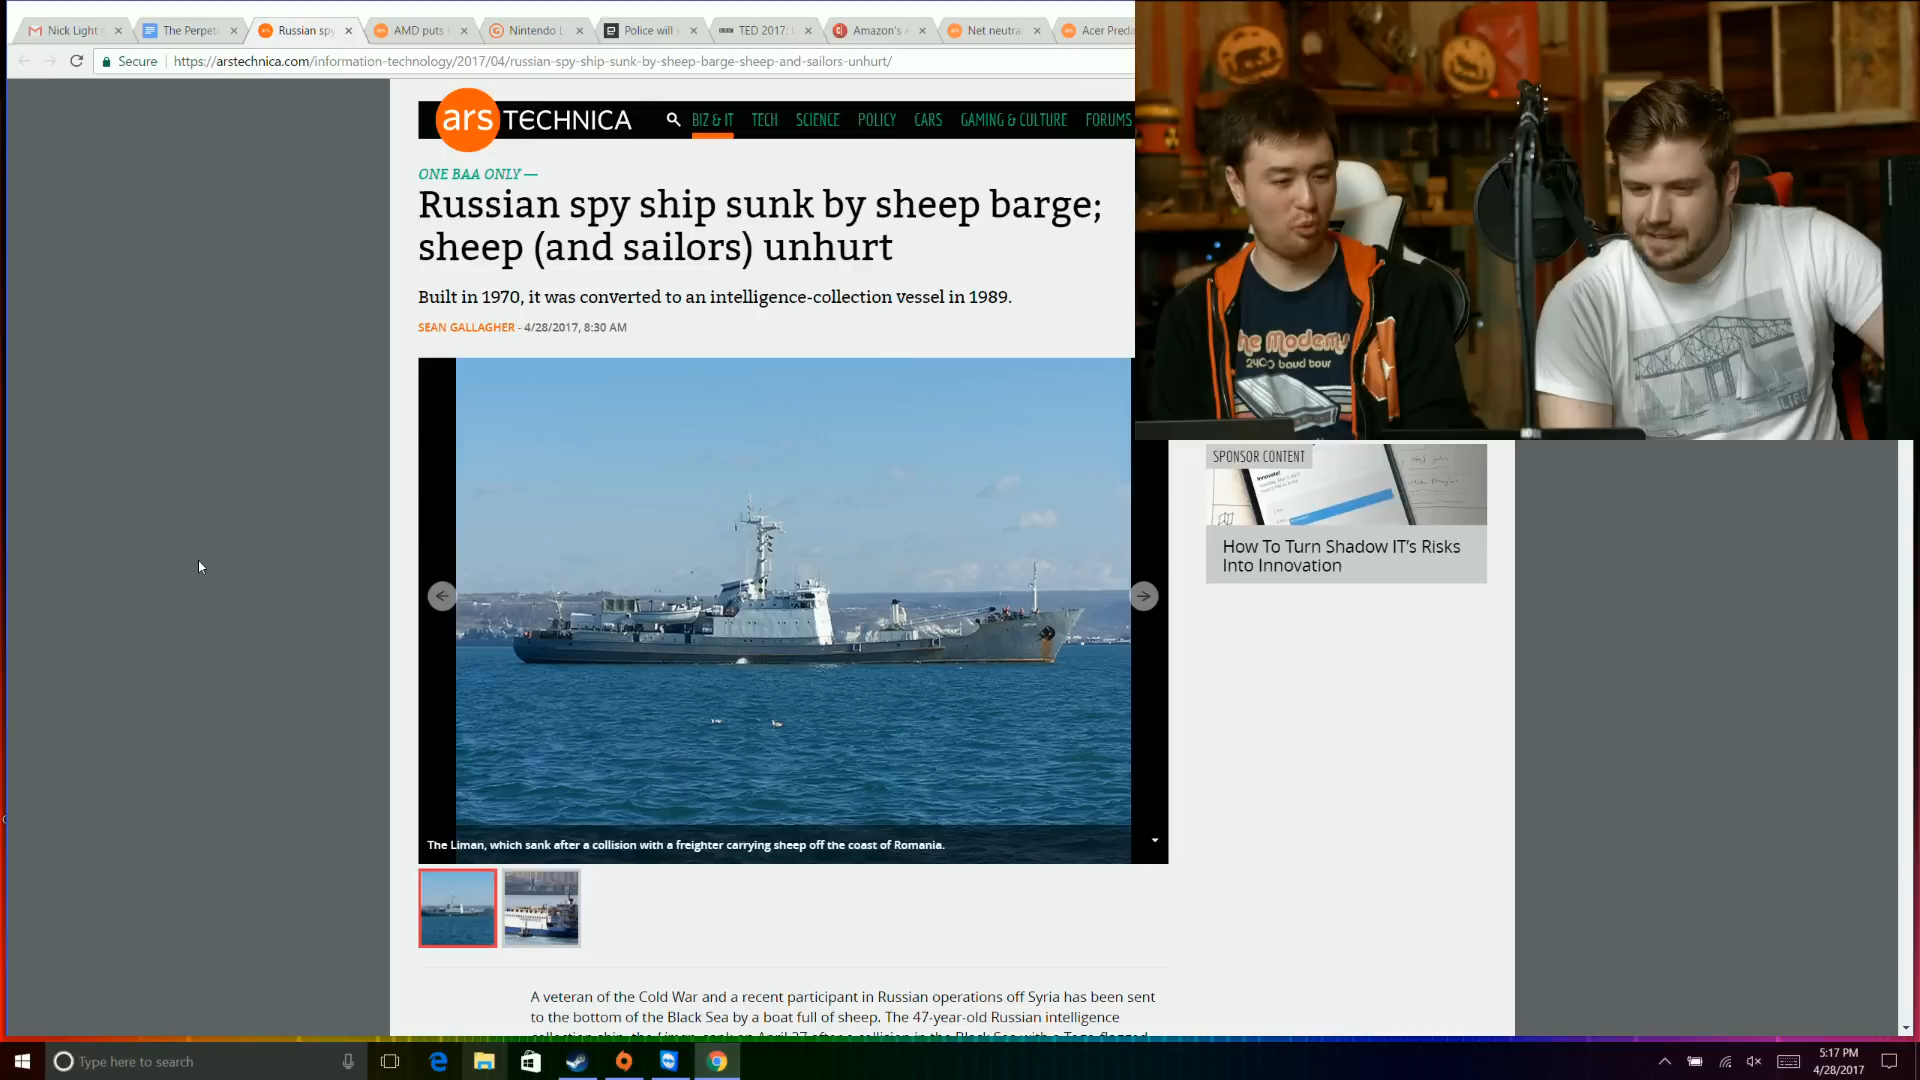 Nick Light
The Perpet
Russian spy
AMD puts
Nintendo
Police will
TED 2017:
Amazon's
Net neutra
Acer Preda
Secure
https://arstechnica.com/information-technology/2017/04/russian-spy-ship-sunk-by-sheep-barge-sheep-and-sailors-unhurt/
ars TECHNICA
BIZ & IT TECH SCIENCE POLICY CARS GAMING & CULTURE FORUMS
ONE BAA ONLY —
Russian spy ship sunk by sheep barge;
sheep (and sailors) unhurt
Built in 1970, it was converted to an intelligence-collection vessel in 1989.
SEAN GALLAGHER - 4/28/2017, 8:30 AM
he Modems
2400 baud tour
LIFE
SPONSOR CONTENT
Innovate!
How To Turn Shadow IT's Risks
Into Innovation
The Liman, which sank after a collision with a freighter carrying sheep off the coast of Romania.
A veteran of the Cold War and a recent participant in Russian operations off Syria has been sent
to the bottom of the Black Sea by a boat full of sheep. The 47-year-old Russian intelligence
Type here to search
5:17 PM
4/28/2017